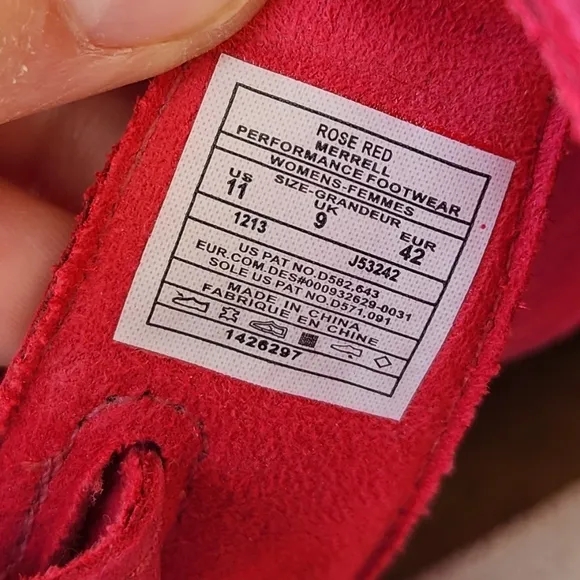 ROSE RED
MERRELL
PERFORMANCE FOOTWEAR
WOMENS-FEMMES
SIZE-GRANDEUR
US UK EUR
11 9 42
1213 J53242
US PAT NO.D562,643
EUR.COM.DES#000932629-0031
SOLE US PAT NO.D571,091
MADE IN CHINA
FABRIQUE EN CHINE
1426297